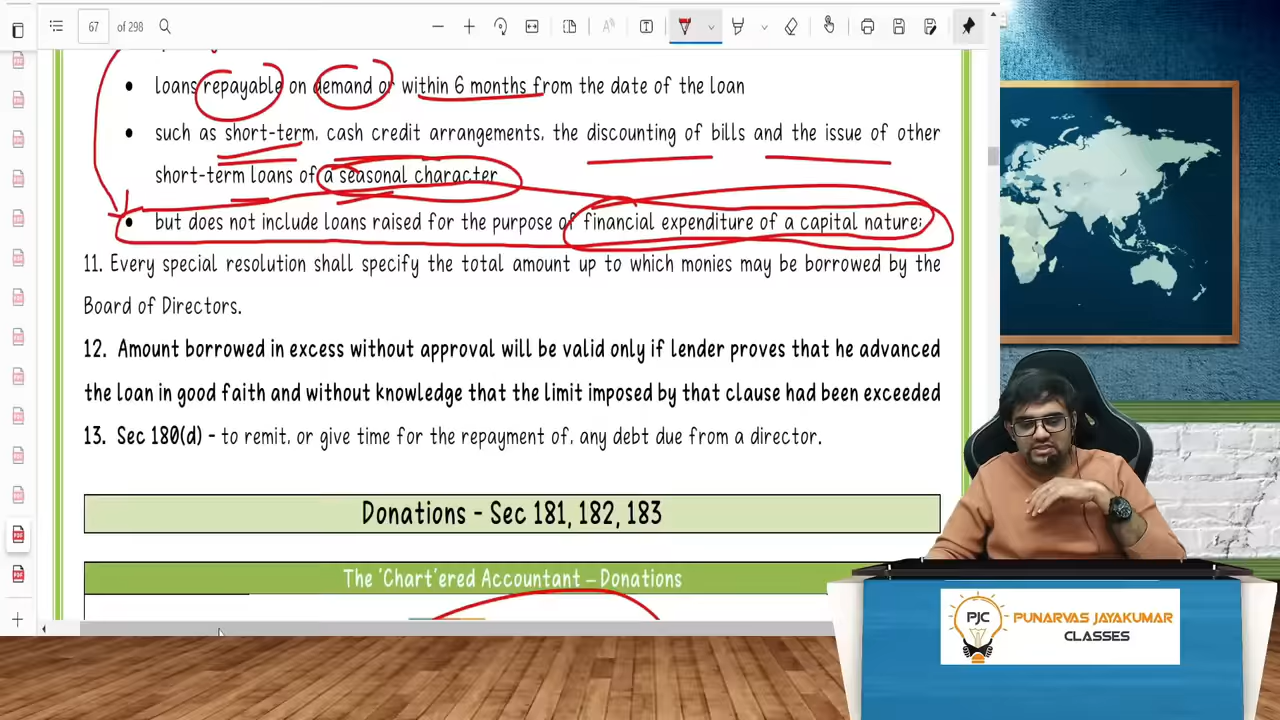 67 of 298
loans repayable on demand or within 6 months from the date of the loan
such as short-term, cash credit arrangements, the discounting of bills and the issue of other
short-term loans of a seasonal character
but does not include loans raised for the purpose of financial expenditure of a capital nature;
11. Every special resolution shall specify the total amount up to which monies may be borrowed by the
Board of Directors.
12. Amount borrowed in excess without approval will be valid only if lender proves that he advanced
the loan in good faith and without knowledge that the limit imposed by that clause had been exceeded
13. Sec 180(d) - to remit, or give time for the repayment of, any debt due from a director.
Donations - Sec 181, 182, 183
The 'Chart'ered Accountant – Donations
PJC
PUNARVAS JAYAKUMAR
CLASSES